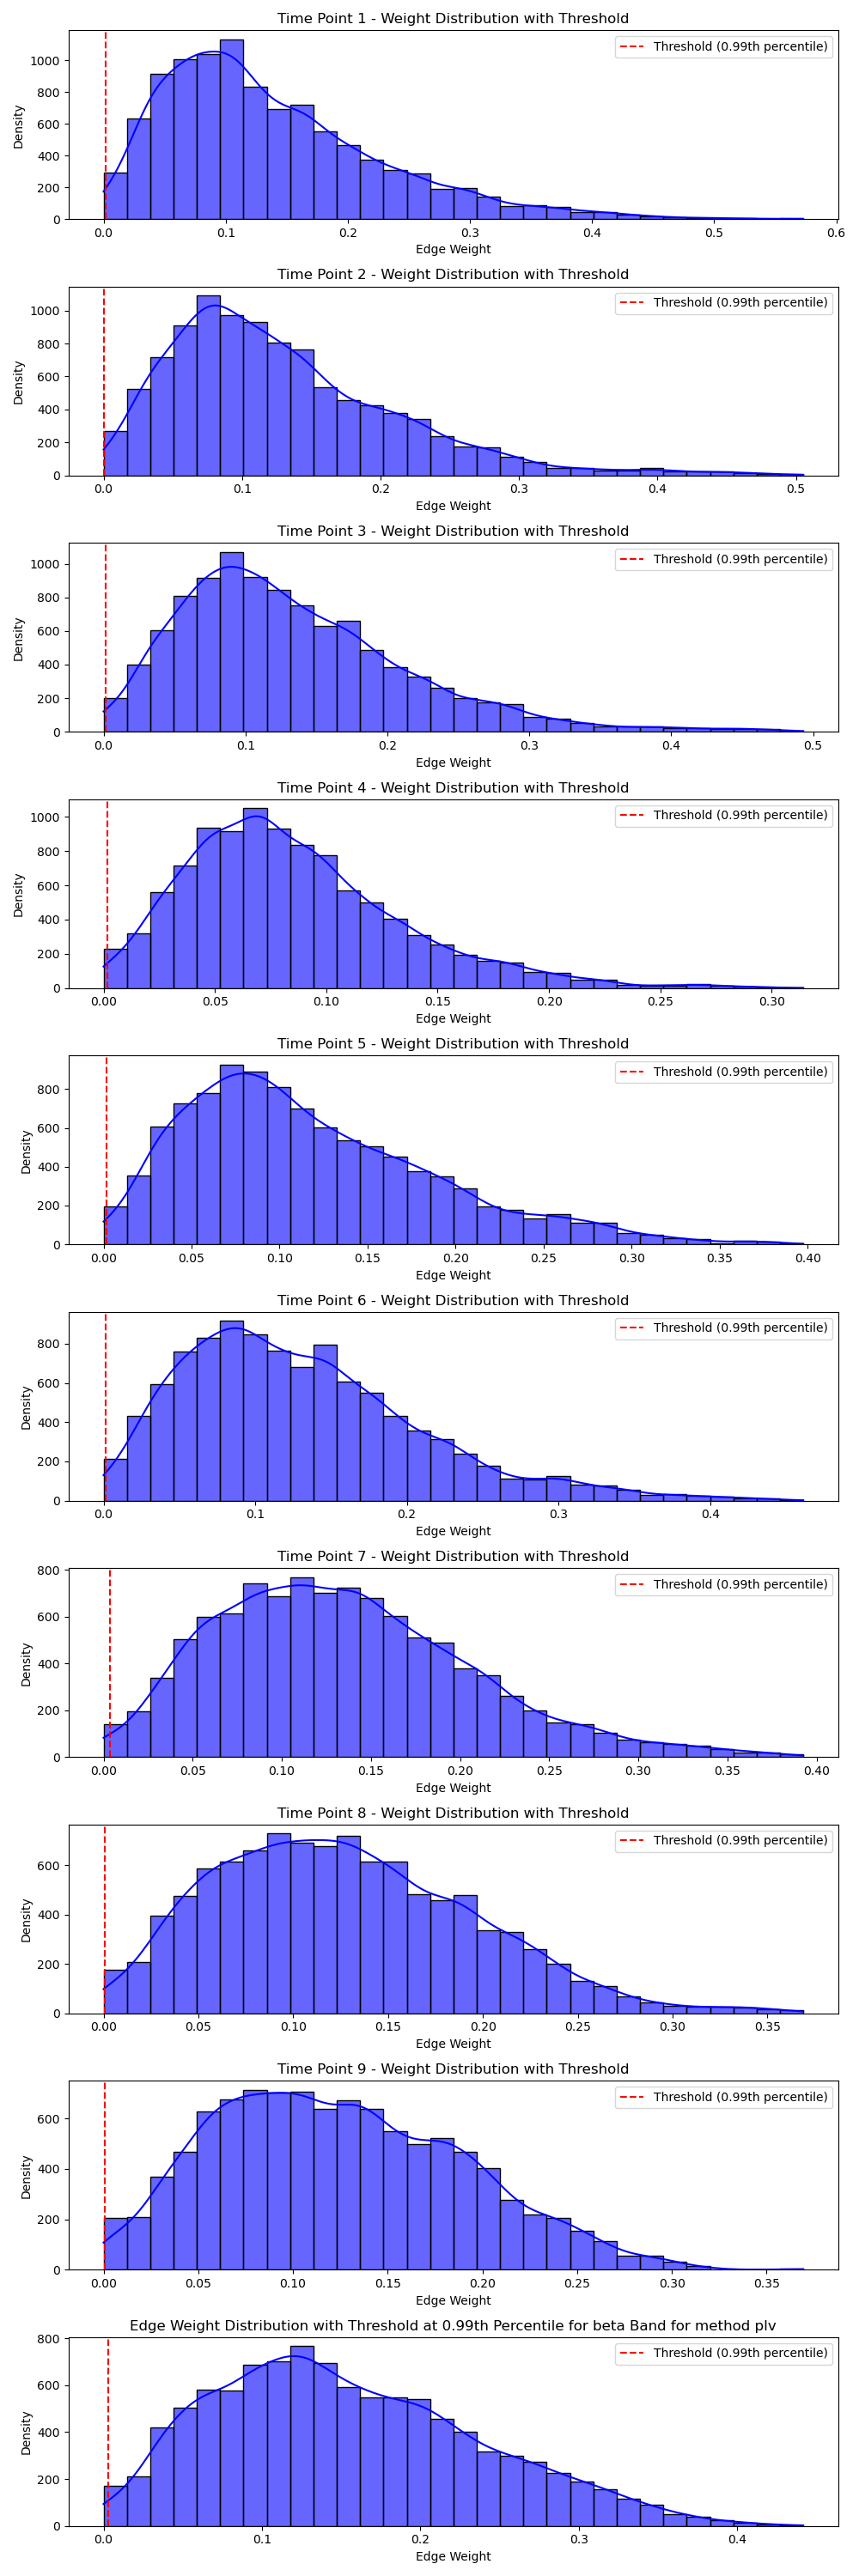 Time Point 1 - Weight Distribution with Threshold
Threshold (0.99th percentile)
Density
1000
800
600
400
200
0
0.0 0.1 0.2 0.3 0.4 0.5 0.6
Edge Weight
Time Point 2 - Weight Distribution with Threshold
Threshold (0.99th percentile)
Density
1000
800
600
400
200
0
0.0 0.1 0.2 0.3 0.4 0.5
Edge Weight
Time Point 3 - Weight Distribution with Threshold
Threshold (0.99th percentile)
Density
1000
800
600
400
200
0
0.0 0.1 0.2 0.3 0.4 0.5
Edge Weight
Time Point 4 - Weight Distribution with Threshold
Threshold (0.99th percentile)
Density
1000
800
600
400
200
0
0.00 0.05 0.10 0.15 0.20 0.25 0.30
Edge Weight
Time Point 5 - Weight Distribution with Threshold
Threshold (0.99th percentile)
Density
800
600
400
200
0
0.00 0.05 0.10 0.15 0.20 0.25 0.30 0.35 0.40
Edge Weight
Time Point 6 - Weight Distribution with Threshold
Threshold (0.99th percentile)
Density
800
600
400
200
0
0.0 0.1 0.2 0.3 0.4
Edge Weight
Time Point 7 - Weight Distribution with Threshold
Threshold (0.99th percentile)
Density
800
600
400
200
0
0.00 0.05 0.10 0.15 0.20 0.25 0.30 0.35 0.40
Edge Weight
Time Point 8 - Weight Distribution with Threshold
Threshold (0.99th percentile)
Density
600
400
200
0
0.00 0.05 0.10 0.15 0.20 0.25 0.30 0.35
Edge Weight
Time Point 9 - Weight Distribution with Threshold
Threshold (0.99th percentile)
Density
600
400
200
0
0.00 0.05 0.10 0.15 0.20 0.25 0.30 0.35
Edge Weight
Edge Weight Distribution with Threshold at 0.99th Percentile for beta Band for method plv
Threshold (0.99th percentile)
Density
800
600
400
200
0
0.0 0.1 0.2 0.3 0.4
Edge Weight